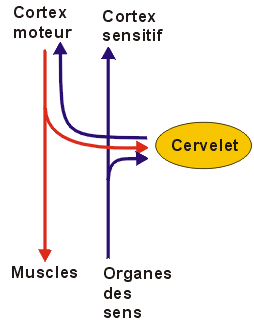 Cortex
moteur
Cortex
sensitif
Cervelet
Muscles
Organes
des
sens